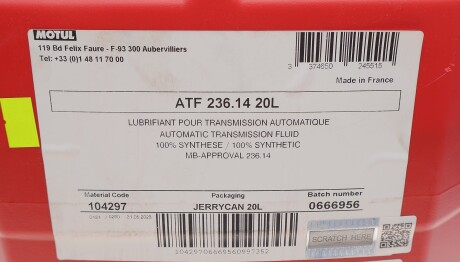 MOTUL
119 Bd Felix Faure - F-93 300 Aubervilliers
Tel: +33 (0)1 48 11 70 00
3 374650 246615
Made in France
ATF 236.14 20L
LUBRIFIANT POUR TRANSMISSION AUTOMATIQUE
AUTOMATIC TRANSMISSION FLUID
100% SYNTHESE / 100% SYNTHETIC
MB-APPROVAL 236.14
Material Code Packaging Batch number
104297 JERRYCAN 20L 0666956
SCRATCH HERE